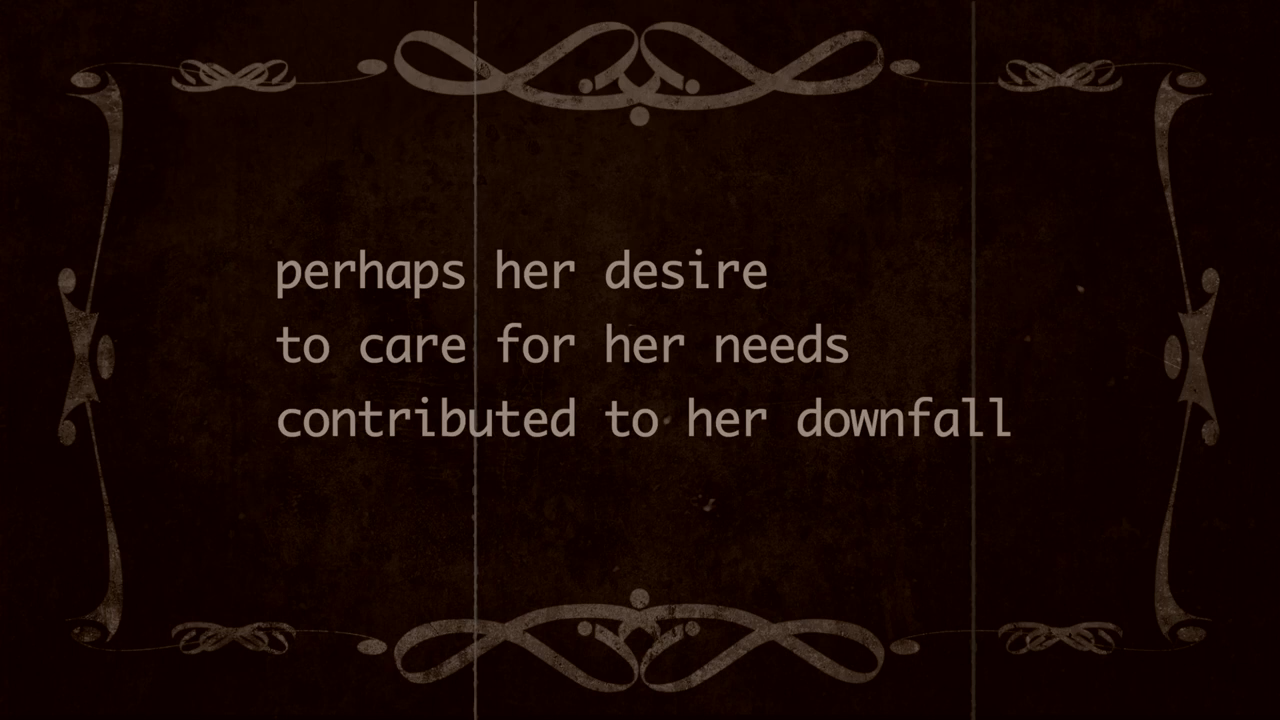 perhaps her desire
to care for her needs
contributed to her downfall